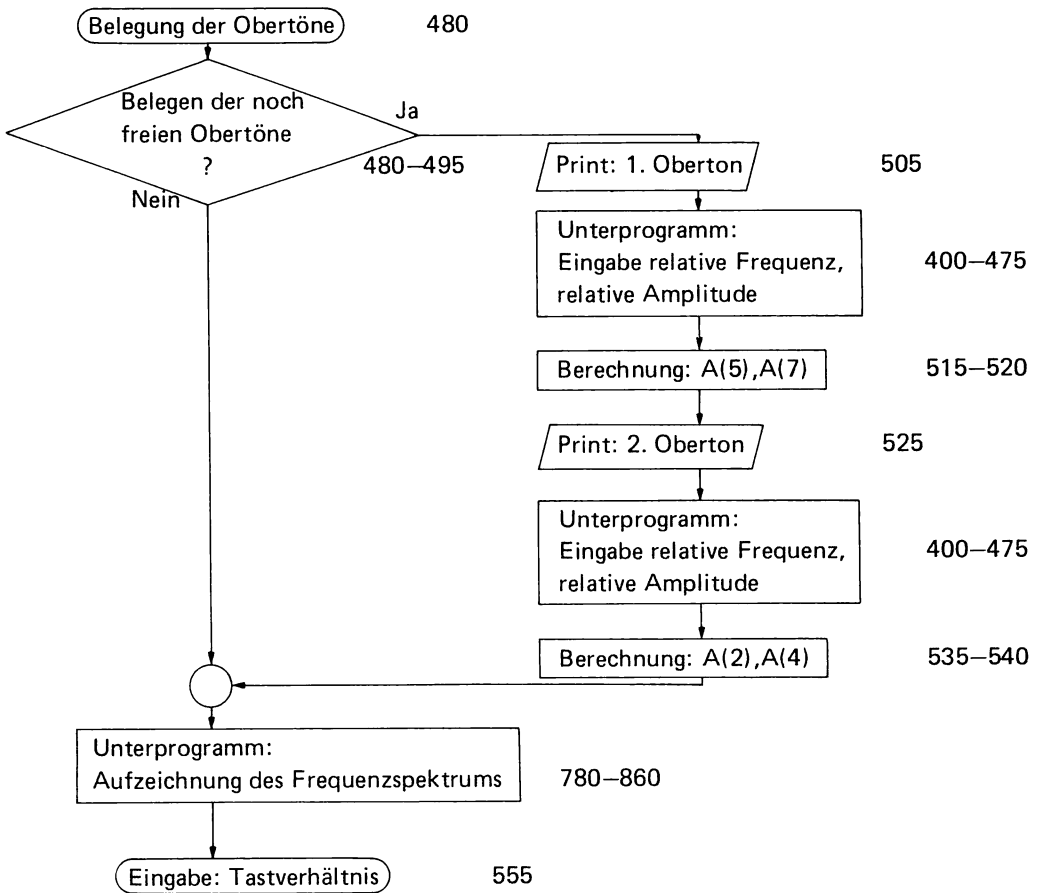 Belegung der Obertöne 480
Belegen der noch
freien Obertöne
?
Ja
480–495
Nein
Print: 1. Oberton 505
Unterprogramm:
Eingabe relative Frequenz, 400–475
relative Amplitude
Berechnung: A(5),A(7) 515–520
Print: 2. Oberton 525
Unterprogramm:
Eingabe relative Frequenz, 400–475
relative Amplitude
Berechnung: A(2),A(4) 535–540
Unterprogramm:
Aufzeichnung des Frequenzspektrums 780–860
Eingabe: Tastverhältnis 555